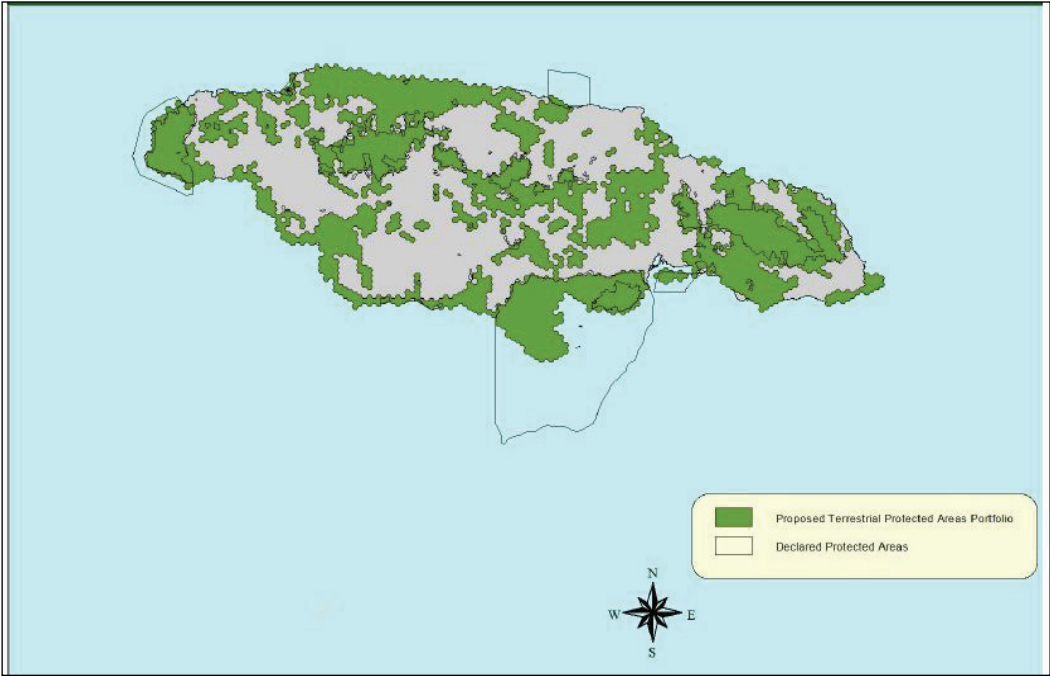 Proposed Terrestrial Protected Areas Portfolio
Declared Protected Areas
N
W E
S